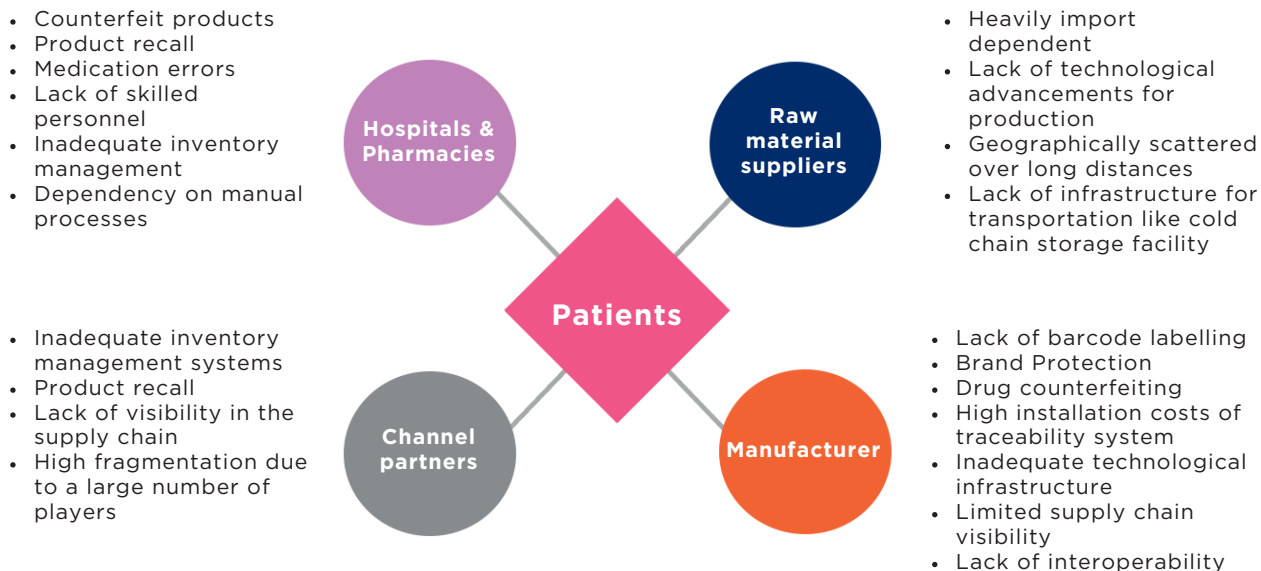 • Counterfeit products
• Product recall
• Medication errors
• Lack of skilled
personnel
• Inadequate inventory
management
• Dependency on manual
processes
Hospitals &
Pharmacies
Raw
material
suppliers
• Heavily import
dependent
• Lack of technological
advancements for
production
• Geographically scattered
over long distances
• Lack of infrastructure for
transportation like cold
chain storage facility
Patients
• Inadequate inventory
management systems
• Product recall
• Lack of visibility in the
supply chain
• High fragmentation due
to a large number of
players
Channel
partners
Manufacturer
• Lack of barcode labelling
• Brand Protection
• Drug counterfeiting
• High installation costs of
traceability system
• Inadequate technological
infrastructure
• Limited supply chain
visibility
• Lack of interoperability